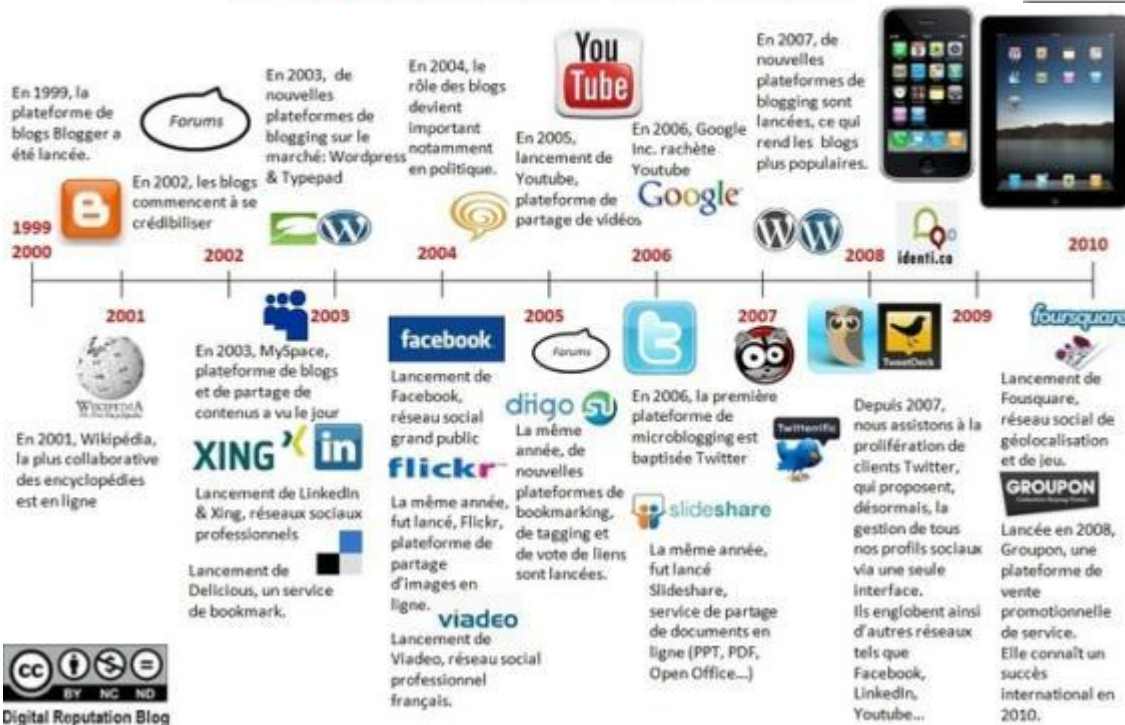 En 1999, la
plateforme de
blogs Blogger a
été lancée.
Forums
En 2002, les blogs
commencent à se
crédibiliser
En 2003, de
nouvelles
plateformes de
blogging sur le
marché: Wordpress
& Typepad
En 2004, le
rôle des blogs
devient
important
notamment
en politique.
You
Tube
En 2005,
lancement de
Youtube,
plateforme de
partage de vidéos
En 2006, Google
Inc. rachète
Youtube
Google
En 2007, de
nouvelles
plateformes de
blogging sont
lancées, ce qui
rend les blogs
plus populaires.
identi.ca
1999
2000
2002
2004
2006
2008
2010
2001
2003
2005
2007
2009
WIKIPEDIA
En 2001, Wikipédia,
la plus collaborative
des encyclopédies
est en ligne
En 2003, MySpace,
plateforme de blogs
et de partage de
contenus a vu le jour
XING
in
Lancement de LinkedIn
& Xing, réseaux sociaux
professionnels
Lancement de
Delicious, un service
de bookmark.
facebook
Lancement de
Facebook,
réseau social
grand public
flickr
La même année,
fut lancé, Flickr,
plateforme de
partage
d'images en
ligne.
viadeo
Lancement de
Viadeo, réseau social
professionnel
français.
Forums
diigo
La même
année, de
nouvelles
plateformes de
bookmarking,
de tagging et
de vote de liens
sont lancées.
En 2006, la première
plateforme de
microblogging est
baptisée Twitter
Twitterrific
slideshare
La même année,
fut lancé
Slideshare,
service de partage
de documents en
ligne (PPT, PDF,
Open Office...)
TweetDeck
Depuis 2007,
nous assistons à la
prolifération de
clients Twitter,
qui proposent,
désormais, la
gestion de tous
nos profils sociaux
via une seule
interface.
Ils englobent ainsi
d'autres réseaux
tels que
Facebook,
LinkedIn,
Youtube...
foursquare
Lancement de
Fousquare,
réseau social de
géolocalisation
et de jeu.
GROUPON
Lancée en 2008,
Groupon, une
plateforme de
vente
promotionnelle
de service.
Elle connaît un
succès
international en
2010.
cc
BY NC ND
Digital Reputation Blog